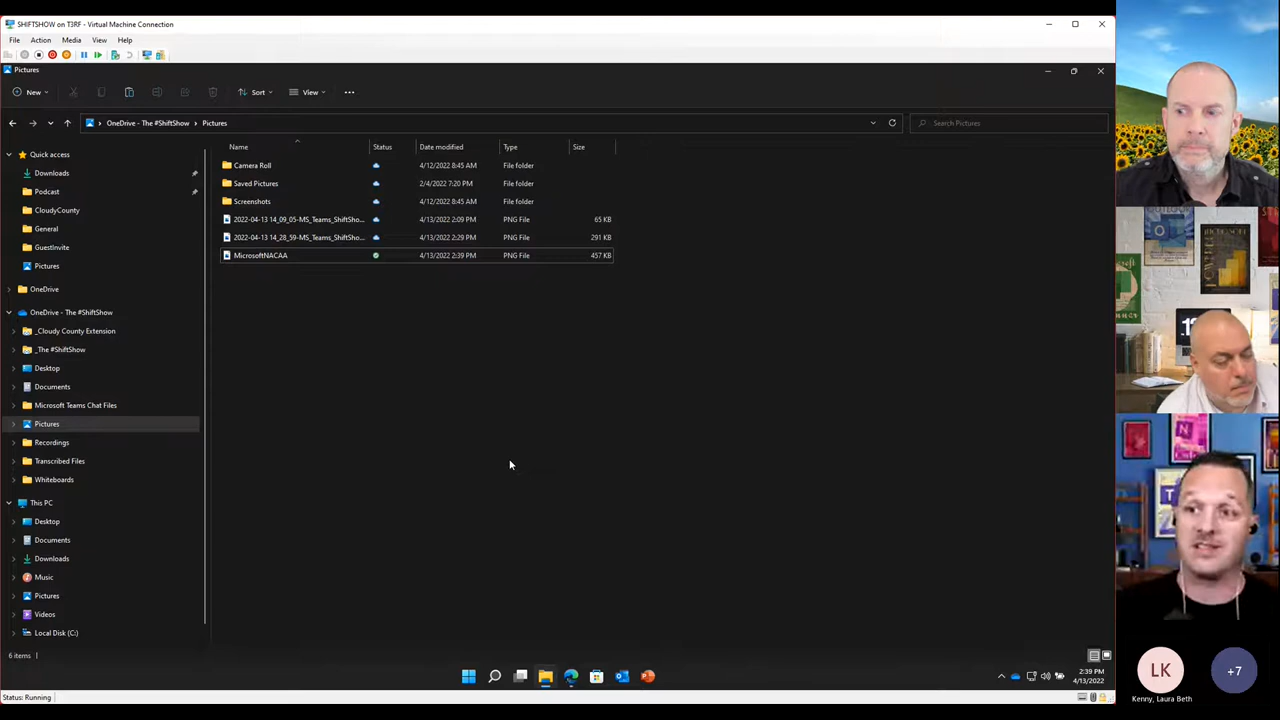 SHIFTSHOW on T3RF - Virtual Machine Connection
File Action Media View Help
Pictures
New Sort View
OneDrive - The #ShiftShow > Pictures
Search Pictures
Name Status Date modified Type Size
Camera Roll 4/12/2022 8:45 AM File folder
Saved Pictures 2/4/2022 7:20 PM File folder
Screenshots 4/12/2022 8:45 AM File folder
2022-04-13 14_09_05-MS_Teams_ShiftSho... 4/13/2022 2:09 PM PNG File 65 KB
2022-04-13 14_28_59-MS_Teams_ShiftSho... 4/13/2022 2:29 PM PNG File 291 KB
MicrosoftNACAA 4/13/2022 2:39 PM PNG File 457 KB
Quick access
Downloads
Podcast
CloudyCounty
General
GuestInvite
Pictures
OneDrive
OneDrive - The #ShiftShow
_Cloudy County Extension
_The #ShiftShow
Desktop
Documents
Microsoft Teams Chat Files
Pictures
Recordings
Transcribed Files
Whiteboards
This PC
Desktop
Documents
Downloads
Music
Pictures
Videos
Local Disk (C:)
6 items
2:39 PM
4/13/2022
Status: Running
LK
+7
Kenny, Laura Beth